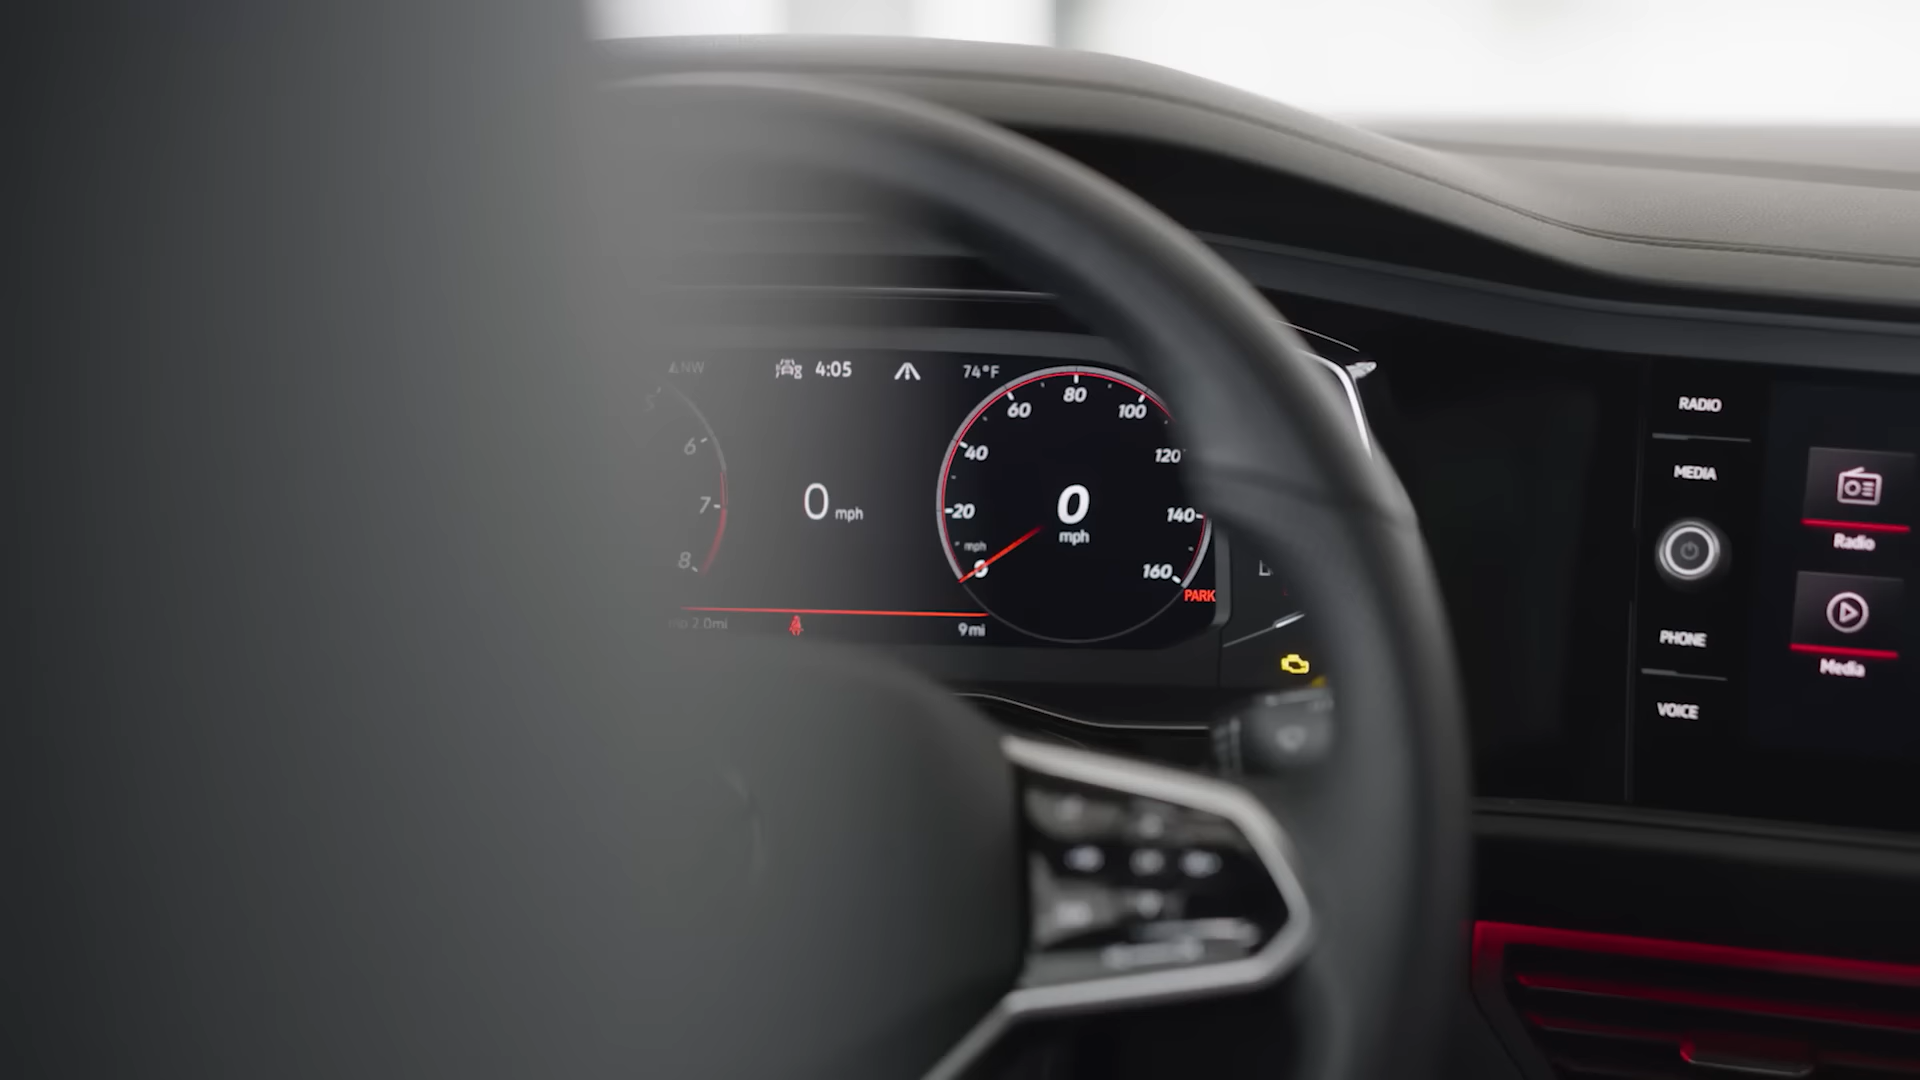 NW
4:05
74°F
6
7
8
0 mph
2.0mi
9mi
80
60
100
40
120
20
140
mph
0
160
0
mph
PARK
RADIO
MEDIA
PHONE
VOICE
Radio
Media